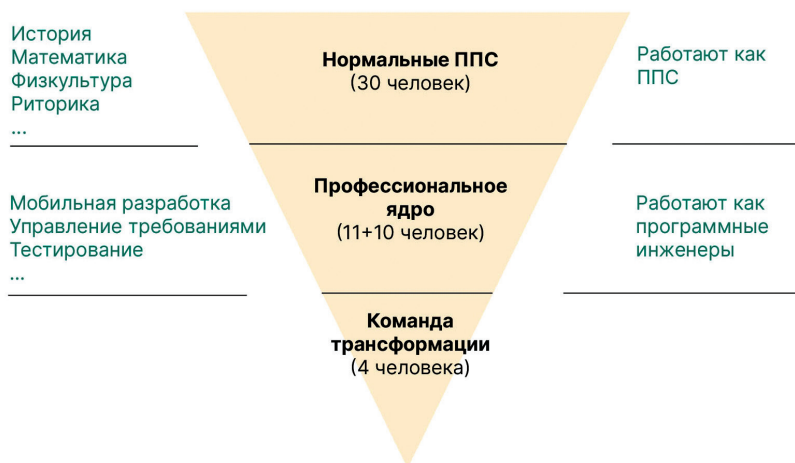 История
Математика
Физкультура
Риторика
...
Нормальные ППС
(30 человек)
Работают как
ППС
Мобильная разработка
Управление требованиями
Тестирование
...
Профессиональное
ядро
(11+10 человек)
Работают как
программные
инженеры
Команда
трансформации
(4 человека)